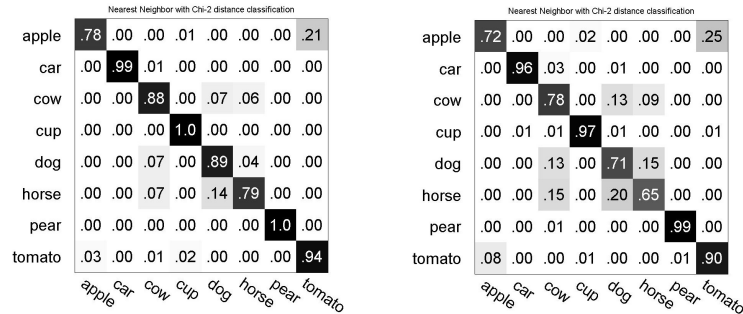 Nearest Neighbor with Chi-2 distance classification
apple .78 .00 .00 .01 .00 .00 .00 .21
car .00 .99 .01 .00 .00 .00 .00 .00
cow .00 .00 .88 .00 .07 .06 .00 .00
cup .00 .00 .00 1.0 .00 .00 .00 .00
dog .00 .00 .07 .00 .89 .04 .00 .00
horse .00 .00 .07 .00 .14 .79 .00 .00
pear .00 .00 .00 .00 .00 .00 1.0 .00
tomato .03 .00 .01 .02 .00 .00 .00 .94
apple car cow cup dog horse pear tomato
Nearest Neighbor with Chi-2 distance classification
apple .72 .00 .00 .02 .00 .00 .00 .25
car .00 .96 .03 .00 .01 .00 .00 .00
cow .00 .00 .78 .00 .13 .09 .00 .00
cup .00 .01 .01 .97 .01 .00 .00 .01
dog .00 .00 .13 .00 .71 .15 .00 .00
horse .00 .00 .15 .00 .20 .65 .00 .00
pear .00 .00 .01 .00 .00 .00 .99 .00
tomato .08 .00 .00 .01 .00 .00 .01 .90
apple car cow cup dog horse pear tomato